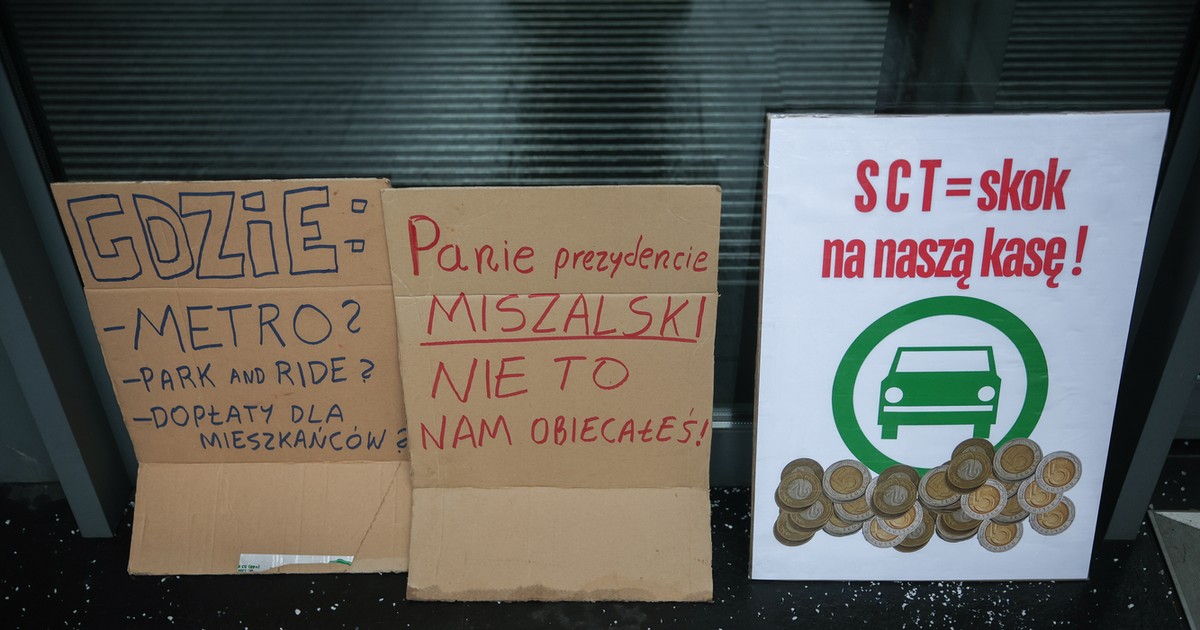 GDZiE:
-METRO?
-PARK AND RIDE?
-DOPŁATY DLA
MIESZKAŃCÓW?
Panie prezydencie
MISZALSKI
NIE TO
NAM OBIECAŁEŚ!
SCT=skok
na naszą kasę!